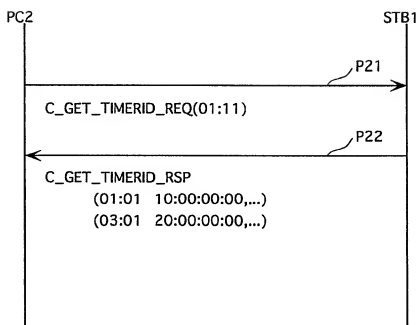 PC2 STB1
P21
C_GET_TIMERID_REQ(01:11)
P22
C_GET_TIMERID_RSP
(01:01 10:00:00:00,...)
(03:01 20:00:00:00,...)